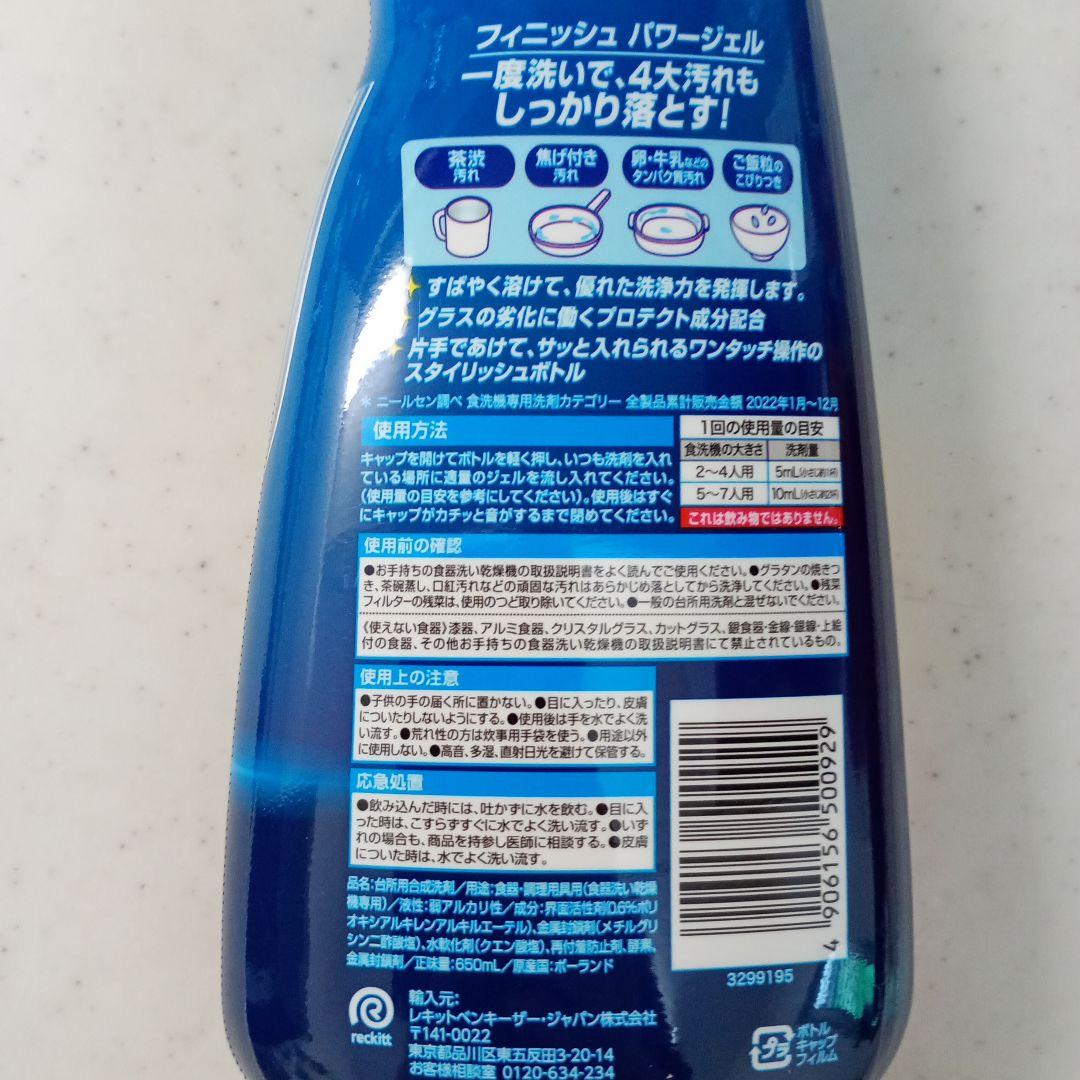 フィニッシュ パワージェル
一度洗いで、4大汚れも
しっかり落とす!
茶渋
汚れ
焦げ付き
汚れ
卵・牛乳などの
タンパク質汚れ
ご飯粒の
こびりつき
すばやく溶けて、優れた洗浄力を発揮します。
グラスの劣化に働くプロテクト成分配合
片手であけて、サッと入れられるワンタッチ操作の
スタイリッシュボトル
* ニールセン調べ 食洗機専用洗剤カテゴリー 全製品累計販売金額 2022年1月〜12月
使用方法
キャップを開けてボトルを軽く押し、いつも洗剤を入れ
ている場所に適量のジェルを流し入れてください。
(使用量の目安を参考にしてください)。使用後はすぐ
にキャップがカチッと音がするまで閉めてください。
1回の使用量の目安
食洗機の大きさ 洗剤量
2〜4人用 5mL(小さじ約1杯)
5〜7人用 10mL(小さじ約2杯)
これは飲み物ではありません。
使用前の確認
●お手持ちの食器洗い乾燥機の取扱説明書をよく読んでご使用ください。●グラタンの焼きつ
き、茶碗蒸し、口紅汚れなどの頑固な汚れはあらかじめ落としてから洗浄してください。●残菜
フィルターの残菜は、使用のつど取り除いてください。●一般の台所用洗剤と混ぜないでください。
《使えない食器》漆器、アルミ食器、クリスタルグラス、カットグラス、銀食器・金線・銀線・上絵
付の食器、その他お手持ちの食器洗い乾燥機の取扱説明書にて禁止されているもの。
使用上の注意
●子供の手の届く所に置かない。●目に入ったり、皮膚
についたりしないようにする。●使用後は手を水でよく洗
い流す。●荒れ性の方は炊事用手袋を使う。●用途以外
に使用しない。●高音、多湿、直射日光を避けて保管する。
応急処置
●飲み込んだ時には、吐かずに水を飲む。●目に入
った時は、こすらずすぐに水でよく洗い流す。●いず
れの場合も、商品を持参し医師に相談する。●皮膚
についた時は、水でよく洗い流す。
品名:台所用合成洗剤/用途:食器・調理用具用(食器洗い乾燥
機専用)/液性:弱アルカリ性/成分:界面活性剤(0.6%ポリ
オキシアルキレンアルキルエーテル)、金属封鎖剤(メチルグリ
シン二酢酸塩)、水軟化剤(クエン酸塩)、再付着防止剤、酵素、
金属封鎖剤/正味量:650mL/原産国:ポーランド
4 906156 500929
3299195
reckitt
輸入元:
レキットベンキーザー・ジャパン株式会社
〒141-0022
東京都品川区東五反田3-20-14
お客様相談室 0120-634-234
プラ
ボトル
キャップ
フィルム